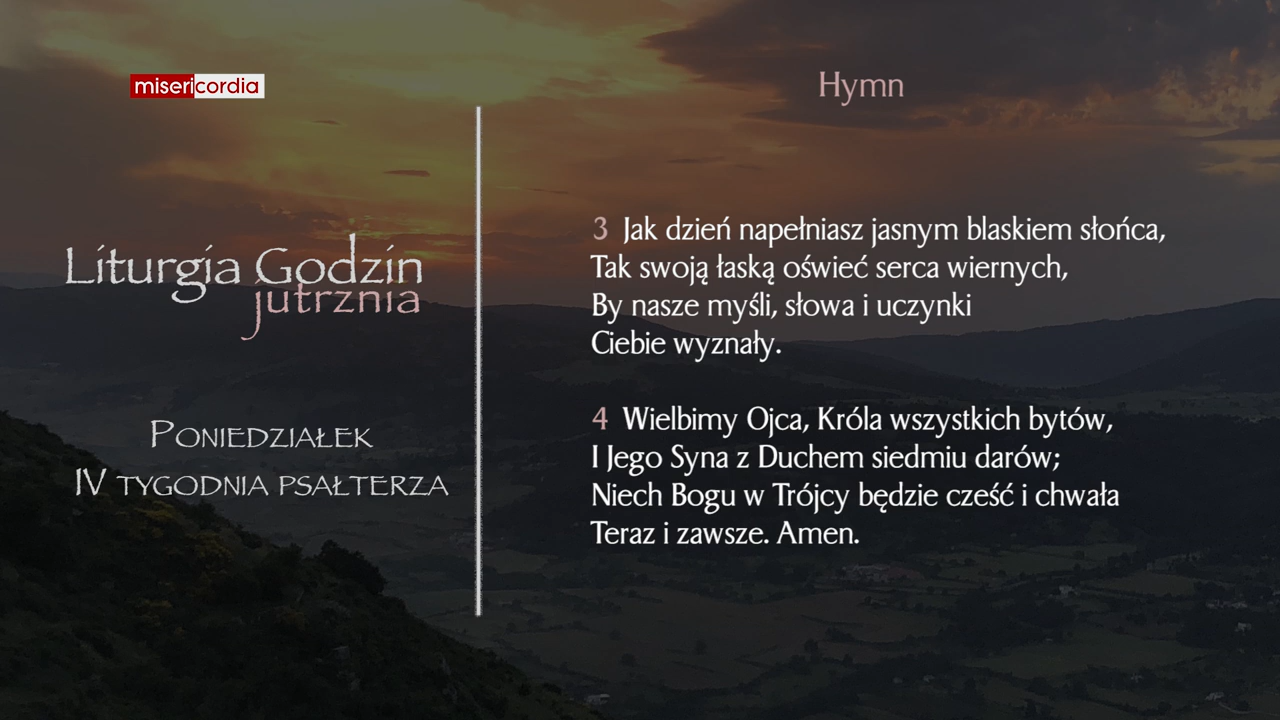 misericordia
Liturgia Godzin
jutrznia
Poniedziałek
IV tygodnia psałterza
Hymn
3 Jak dzień napełniasz jasnym blaskiem słońca,
Tak swoją łaską oświeć serca wiernych,
By nasze myśli, słowa i uczynki
Ciebie wyznały.
4 Wielbimy Ojca, Króla wszystkich bytów,
I Jego Syna z Duchem siedmiu darów;
Niech Bogu w Trójcy będzie cześć i chwała
Teraz i zawsze. Amen.